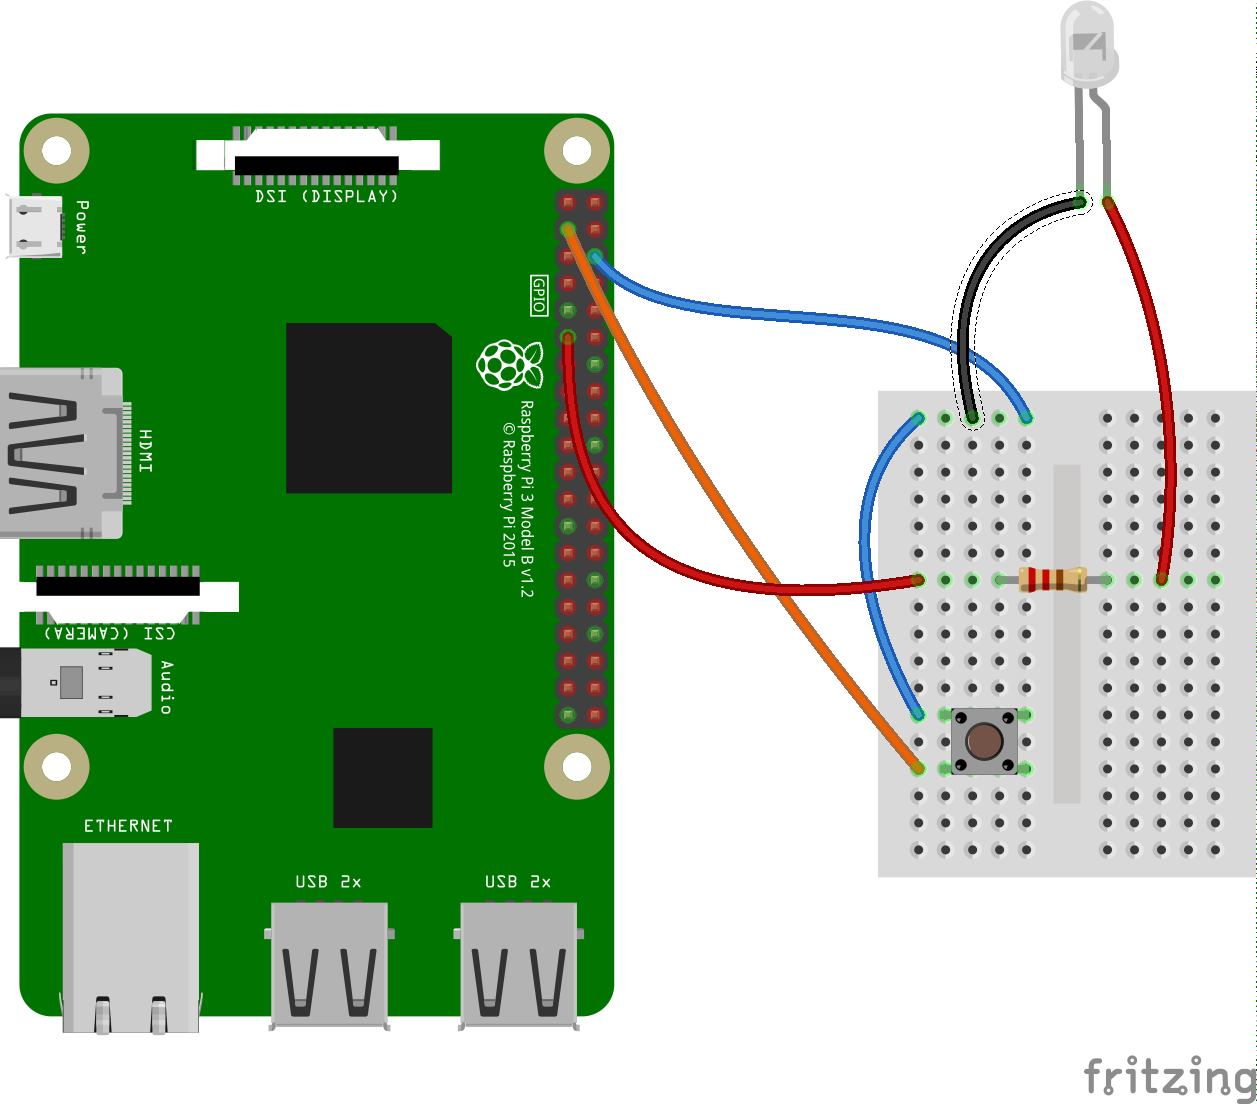 DSI (DISPLAY)
Power
GPIO
Raspberry Pi 3 Model B v1.2
© Raspberry Pi 2015
HDMI
CSI (CAMERA)
Audio
ETHERNET
USB 2x
USB 2x
fritzing